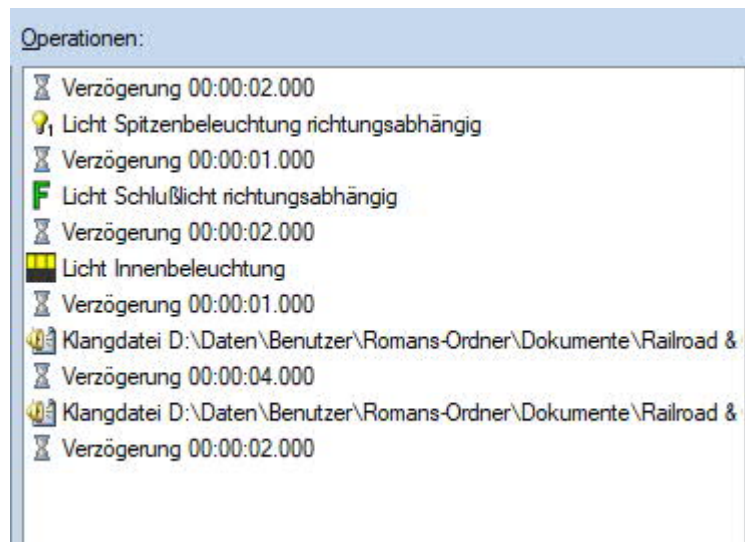 Operationen:
Verzögerung 00:00:02.000
Licht Spitzenbeleuchtung richtungsabhängig
Verzögerung 00:00:01.000
F Licht Schlußlicht richtungsabhängig
Verzögerung 00:00:02.000
Licht Innenbeleuchtung
Verzögerung 00:00:01.000
Klangdatei D:\Daten\Benutzer\Romans-Ordner\Dokumente\Railroad &
Verzögerung 00:00:04.000
Klangdatei D:\Daten\Benutzer\Romans-Ordner\Dokumente\Railroad &
Verzögerung 00:00:02.000